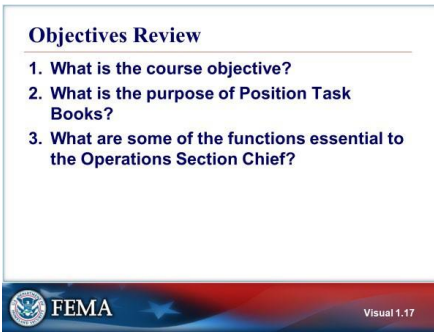 Objectives Review
1. What is the course objective?
2. What is the purpose of Position Task
Books?
3. What are some of the functions essential to
the Operations Section Chief?
FEMA
Visual 1.17